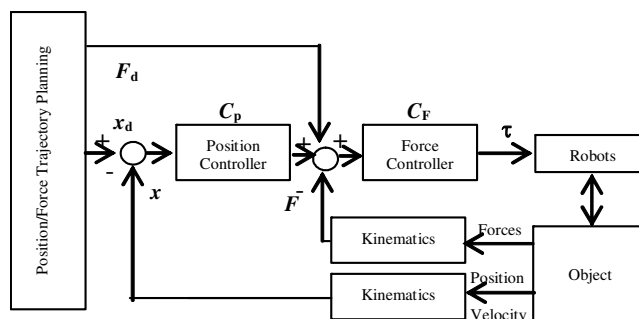 Position/Force Trajectory Planning
F_d
C_p
C_F
x_d
+
-
x
Position
Controller
+
+
+
-
F
Force
Controller
τ
Robots
Kinematics
Forces
Kinematics
Position
Velocity
Object